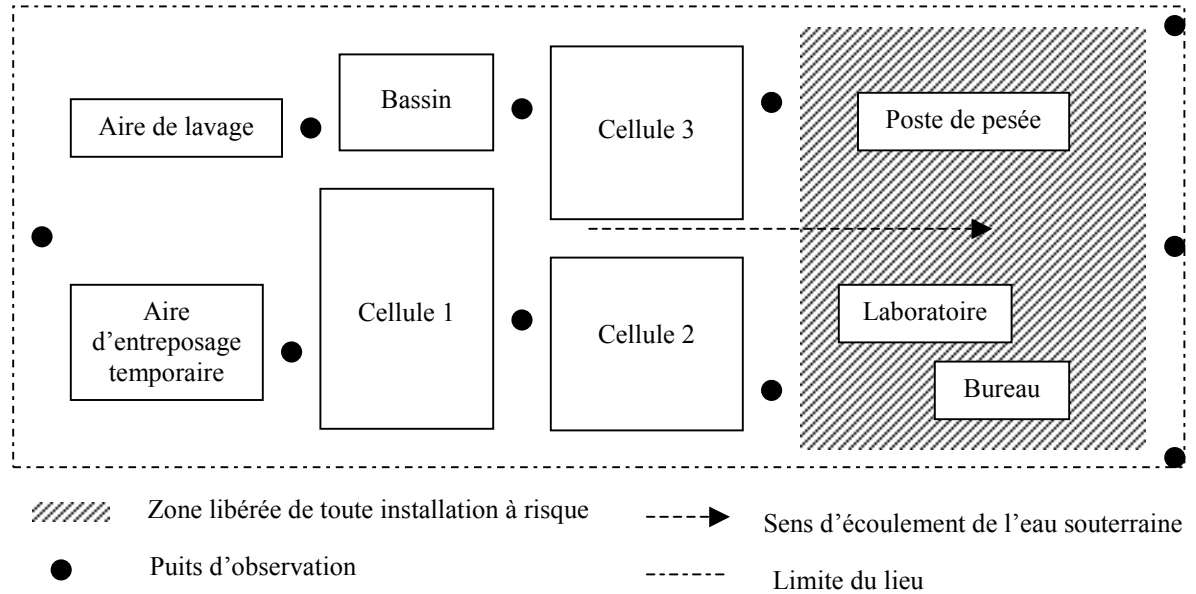 Aire de lavage
Bassin
Cellule 3
Poste de pesée
Aire
d'entreposage
temporaire
Cellule 1
Cellule 2
Laboratoire
Bureau
Zone libérée de toute installation à risque
Sens d'écoulement de l'eau souterraine
Puits d'observation
Limite du lieu